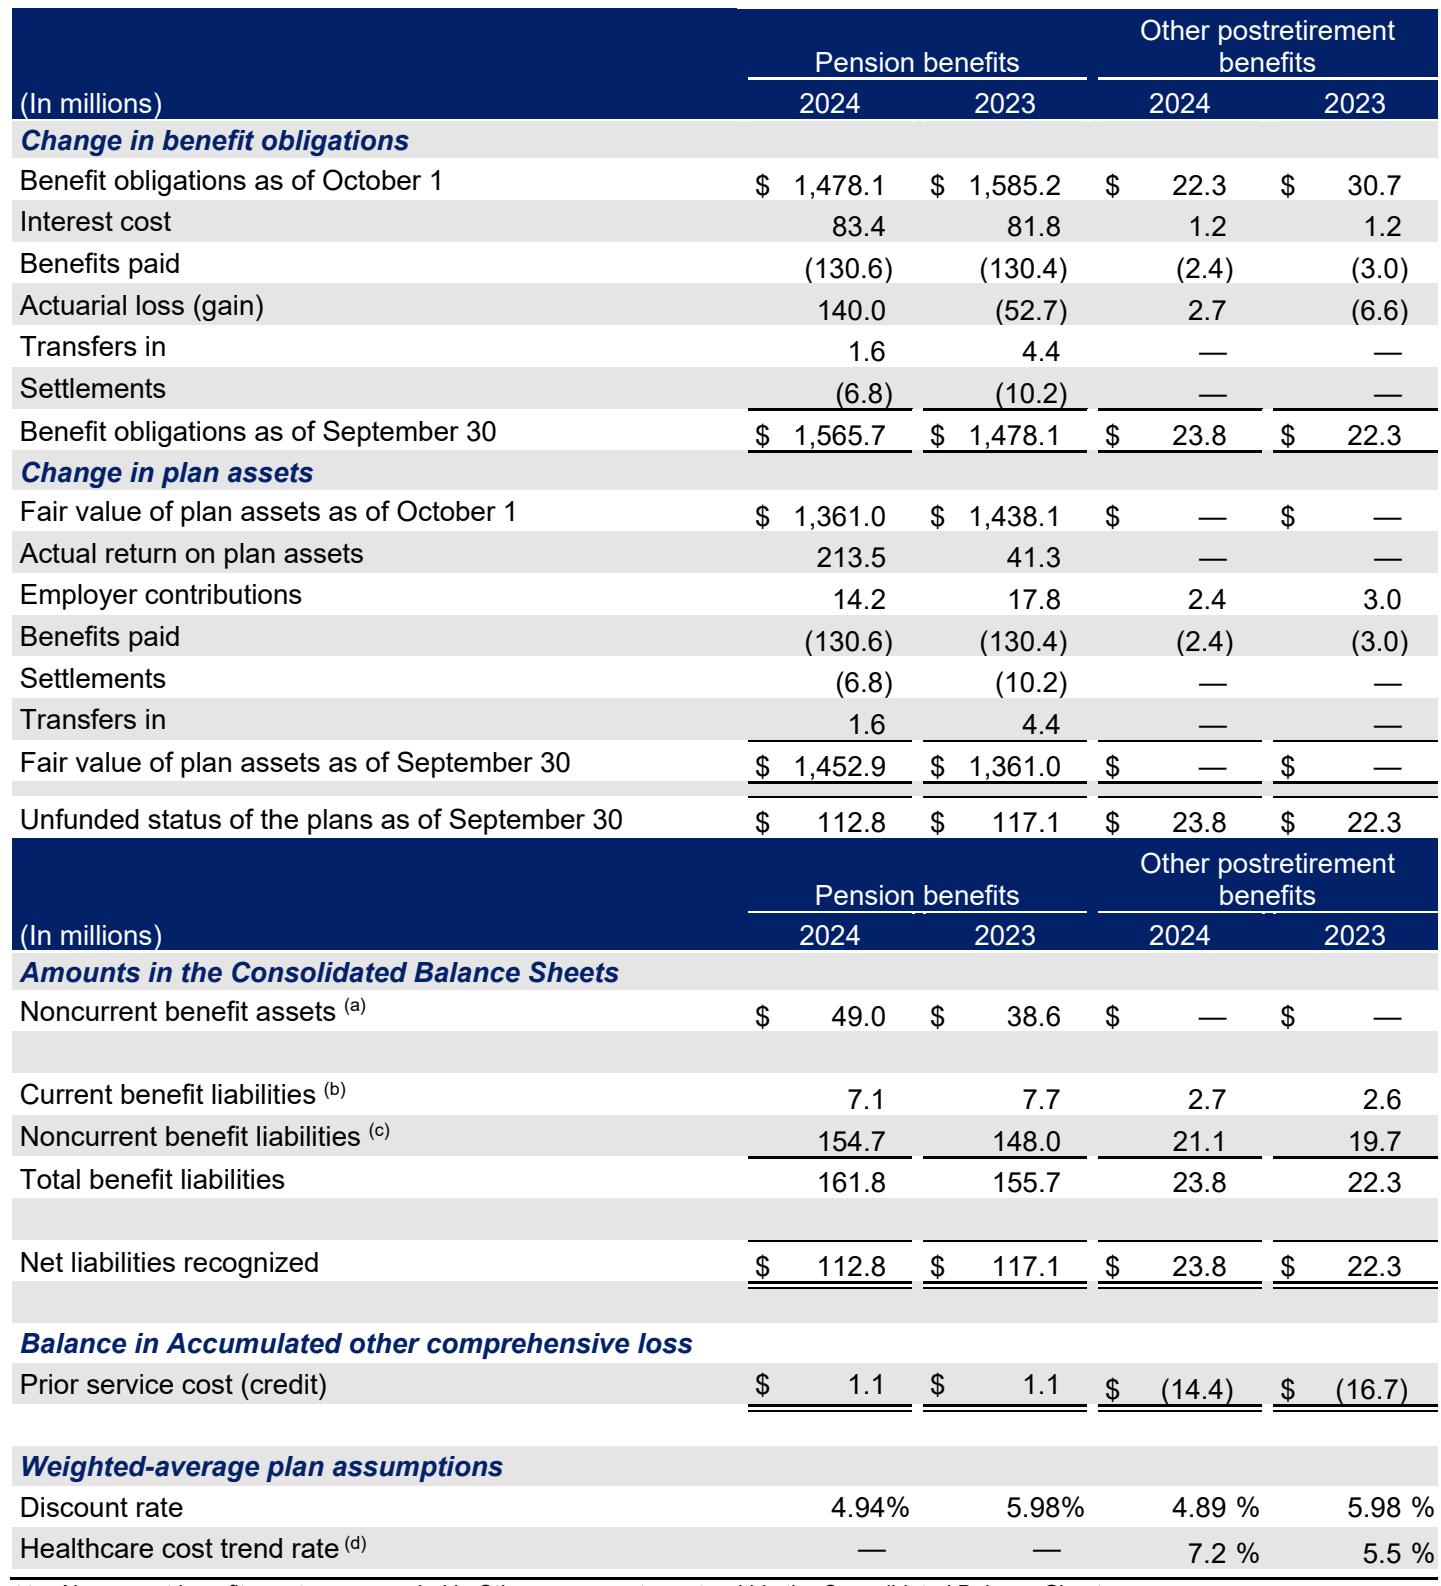 Other postretirement
Pension benefits benefits
(In millions) 2024 2023 2024 2023
Change in benefit obligations
Benefit obligations as of October 1 $ 1,478.1 $ 1,585.2 $ 22.3 $ 30.7
Interest cost 83.4 81.8 1.2 1.2
Benefits paid (130.6) (130.4) (2.4) (3.0)
Actuarial loss (gain) 140.0 (52.7) 2.7 (6.6)
Transfers in 1.6 4.4 — —
Settlements (6.8) (10.2) — —
Benefit obligations as of September 30 $ 1,565.7 $ 1,478.1 $ 23.8 $ 22.3
Change in plan assets
Fair value of plan assets as of October 1 $ 1,361.0 $ 1,438.1 $ — $ —
Actual return on plan assets 213.5 41.3 — —
Employer contributions 14.2 17.8 2.4 3.0
Benefits paid (130.6) (130.4) (2.4) (3.0)
Settlements (6.8) (10.2) — —
Transfers in 1.6 4.4 — —
Fair value of plan assets as of September 30 $ 1,452.9 $ 1,361.0 $ — $ —
Unfunded status of the plans as of September 30 $ 112.8 $ 117.1 $ 23.8 $ 22.3
Other postretirement
Pension benefits benefits
(In millions) 2024 2023 2024 2023
Amounts in the Consolidated Balance Sheets
Noncurrent benefit assets (a) $ 49.0 $ 38.6 $ — $ —
Current benefit liabilities (b) 7.1 7.7 2.7 2.6
Noncurrent benefit liabilities (c) 154.7 148.0 21.1 19.7
Total benefit liabilities 161.8 155.7 23.8 22.3
Net liabilities recognized $ 112.8 $ 117.1 $ 23.8 $ 22.3
Balance in Accumulated other comprehensive loss
Prior service cost (credit) $ 1.1 $ 1.1 $ (14.4) $ (16.7)
Weighted-average plan assumptions
Discount rate 4.94% 5.98% 4.89 % 5.98 %
Healthcare cost trend rate (d) — — 7.2 % 5.5 %